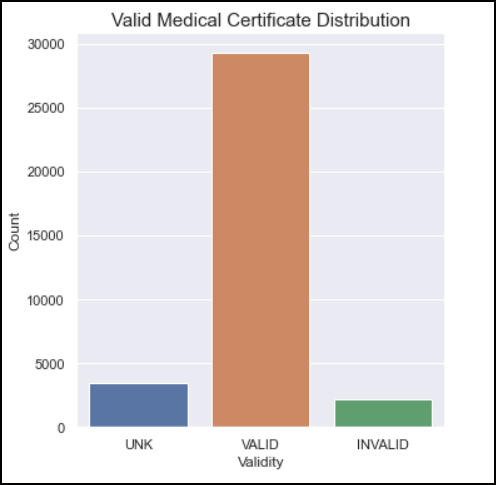 Valid Medical Certificate Distribution
30000
25000
20000
15000
10000
5000
0
Count
UNK VALID INVALID
Validity